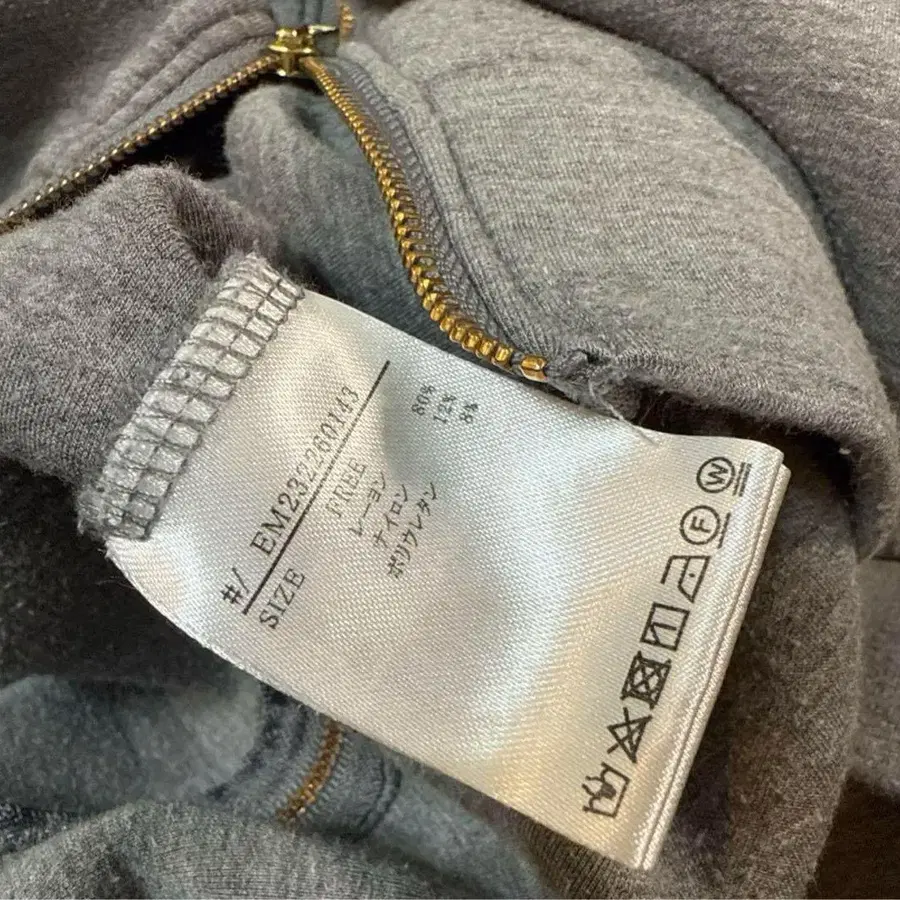 #/ EM232260143
SIZE FREE
レーヨン 80%
ナイロン 12%
ポリウレタン 8%
F
W